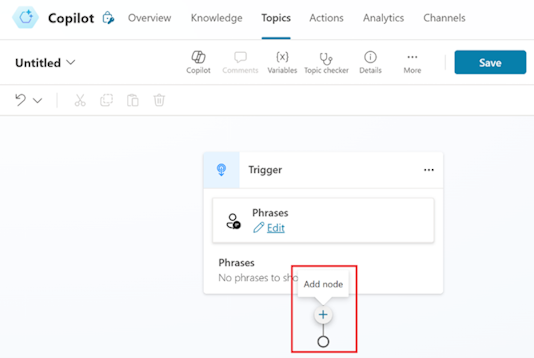 Copilot Overview Knowledge Topics Actions Analytics Channels
Untitled Copilot Comments Variables Topic checker Details More Save
Trigger
Phrases
Edit
Phrases
No phrases to sho
Add node